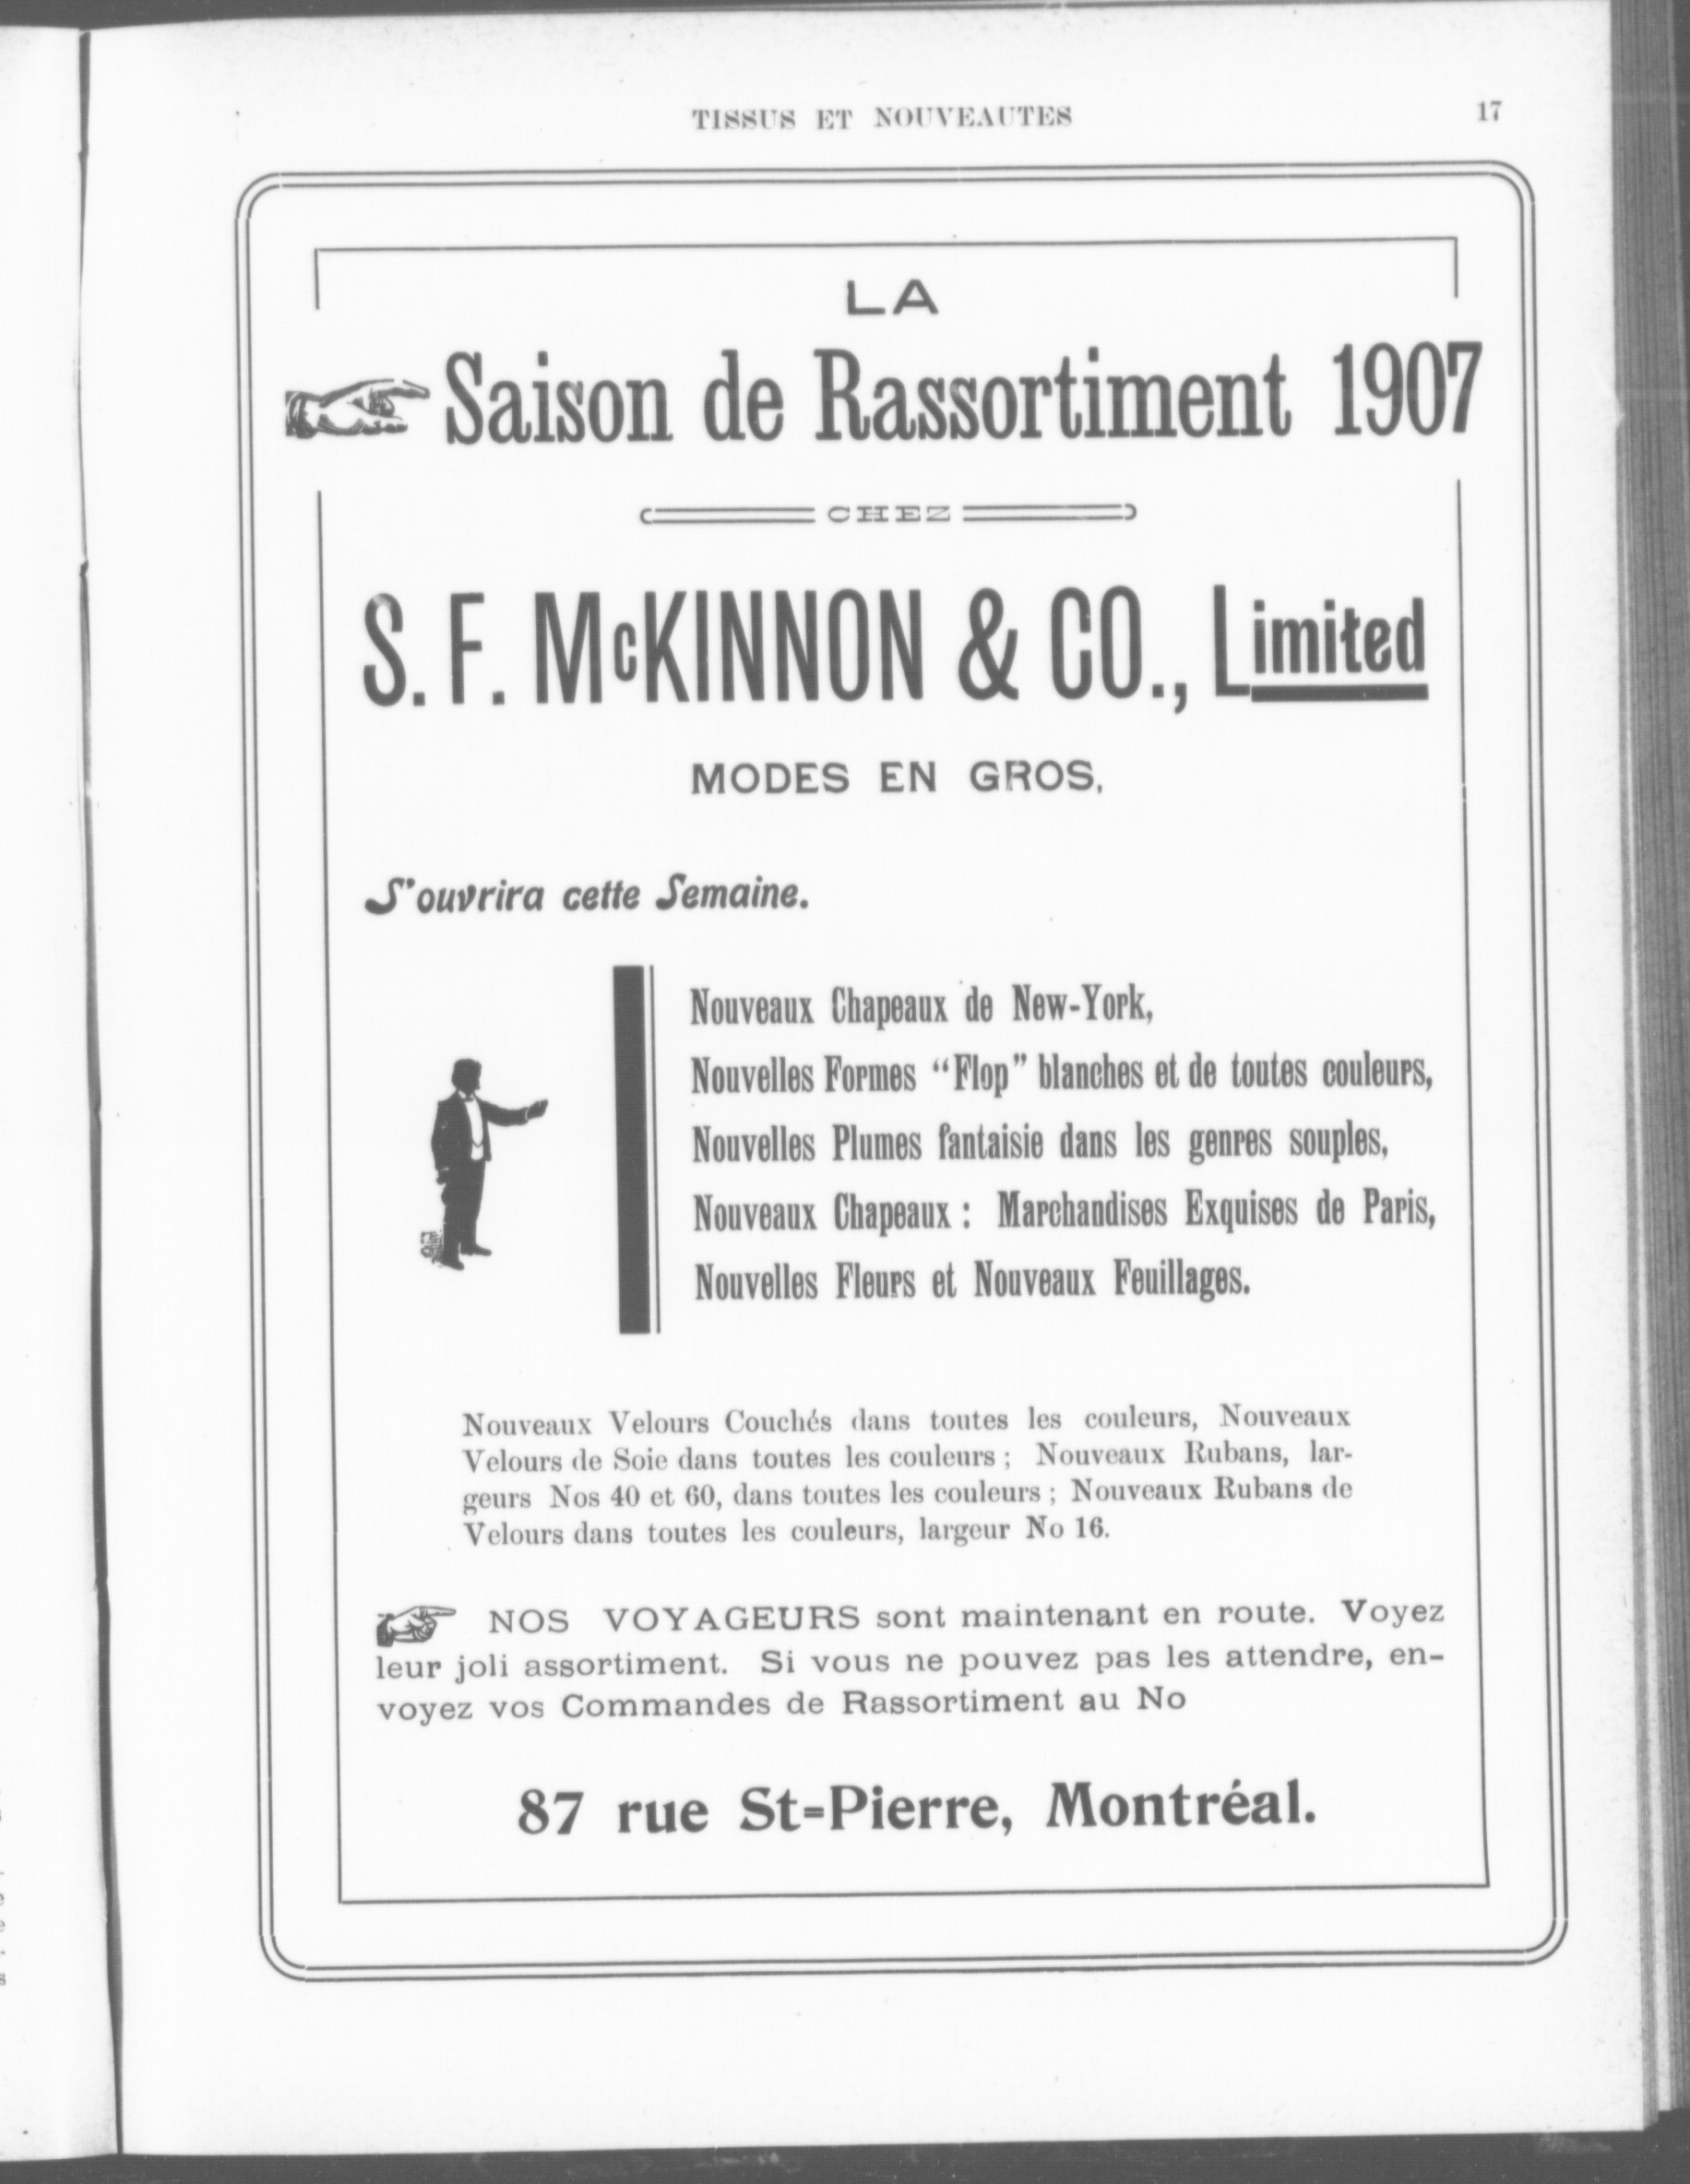 TISSUS ET NOUVEAUTES
17
LA
Saison de Rassortiment 1907
CHEZ
S. F. McKINNON & CO., Limited
MODES EN GROS,
S'ouvrira cette Semaine.
Nouveaux Chapeaux de New-York,
Nouvelles Formes “Flop” blanches et de toutes couleurs,
Nouvelles Plumes fantaisie dans les genres souples,
Nouveaux Chapeaux : Marchandises Exquises de Paris,
Nouvelles Fleurs et Nouveaux Feuillages.
Nouveaux Velours Couchés dans toutes les couleurs, Nouveaux
Velours de Soie dans toutes les couleurs ; Nouveaux Rubans, lar-
geurs Nos 40 et 60, dans toutes les couleurs ; Nouveaux Rubans de
Velours dans toutes les couleurs, largeur No 16.
NOS VOYAGEURS sont maintenant en route. Voyez
leur joli assortiment. Si vous ne pouvez pas les attendre, en-
voyez vos Commandes de Rassortiment au No
87 rue St-Pierre, Montréal.